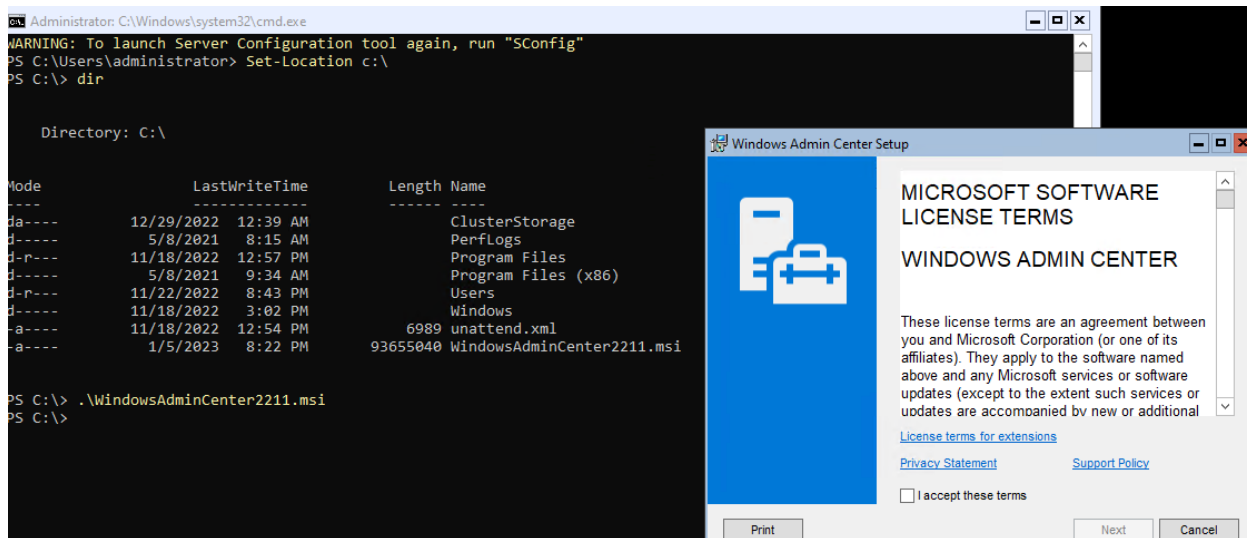 Administrator: C:\Windows\system32\cmd.exe
WARNING: To launch Server Configuration tool again, run "SConfig"
PS C:\Users\administrator> Set-Location c:\
PS C:\> dir
Directory: C:\
Mode LastWriteTime Length Name
---- ------------- ------ ----
da---- 12/29/2022 12:39 AM ClusterStorage
d----- 5/8/2021 8:15 AM PerfLogs
d-r--- 11/18/2022 12:57 PM Program Files
d----- 5/8/2021 9:34 AM Program Files (x86)
d-r--- 11/22/2022 8:43 PM Users
d----- 11/18/2022 3:02 PM Windows
-a---- 11/18/2022 12:54 PM 6989 unattend.xml
-a---- 1/5/2023 8:22 PM 93655040 WindowsAdminCenter2211.msi
PS C:\> .\WindowsAdminCenter2211.msi
PS C:\>
Windows Admin Center Setup
MICROSOFT SOFTWARE
LICENSE TERMS
WINDOWS ADMIN CENTER
These license terms are an agreement between
you and Microsoft Corporation (or one of its
affiliates). They apply to the software named
above and any Microsoft services or software
updates (except to the extent such services or
updates are accompanied by new or additional
License terms for extensions
Privacy Statement Support Policy
I accept these terms
Print Next Cancel